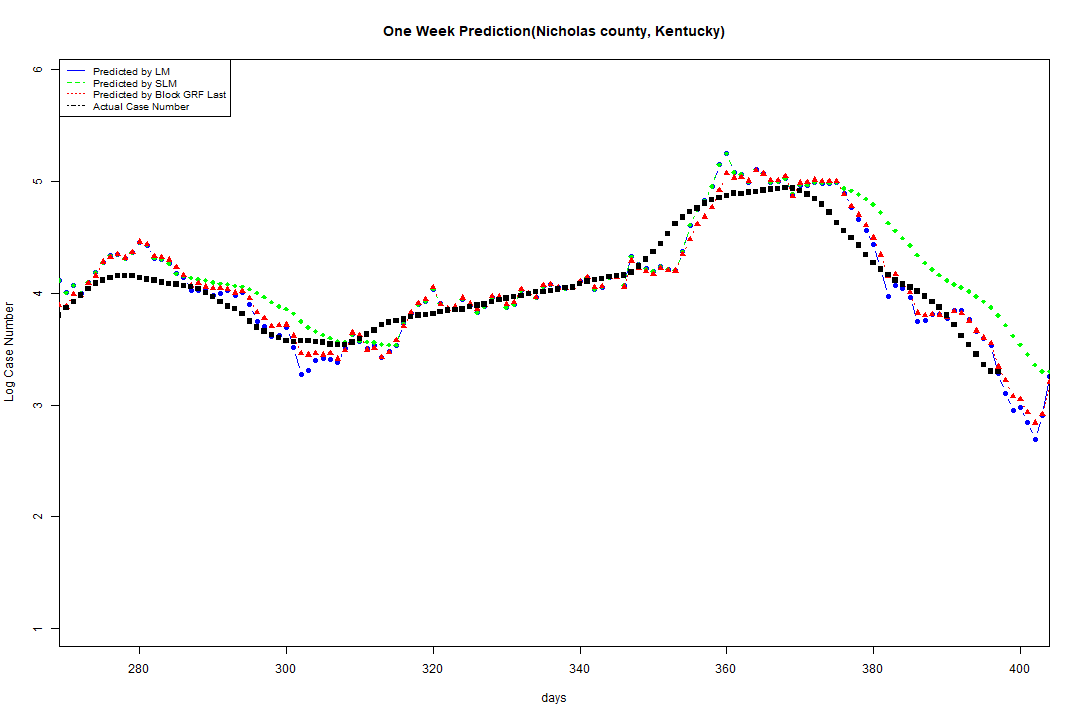 One Week Prediction(Nicholas county, Kentucky)
Predicted by LM
Predicted by SLM
Predicted by Block GRF Last
Actual Case Number
6
5
4
3
2
1
Log Case Number
280 300 320 340 360 380 400
days